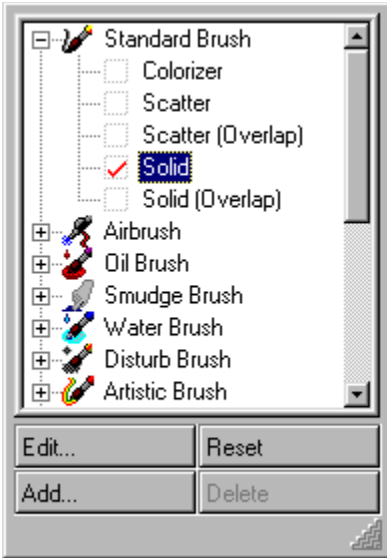 Standard Brush
Colorizer
Scatter
Scatter (Overlap)
Solid
Solid (Overlap)
Airbrush
Oil Brush
Smudge Brush
Water Brush
Disturb Brush
Artistic Brush
Edit... Reset
Add... Delete